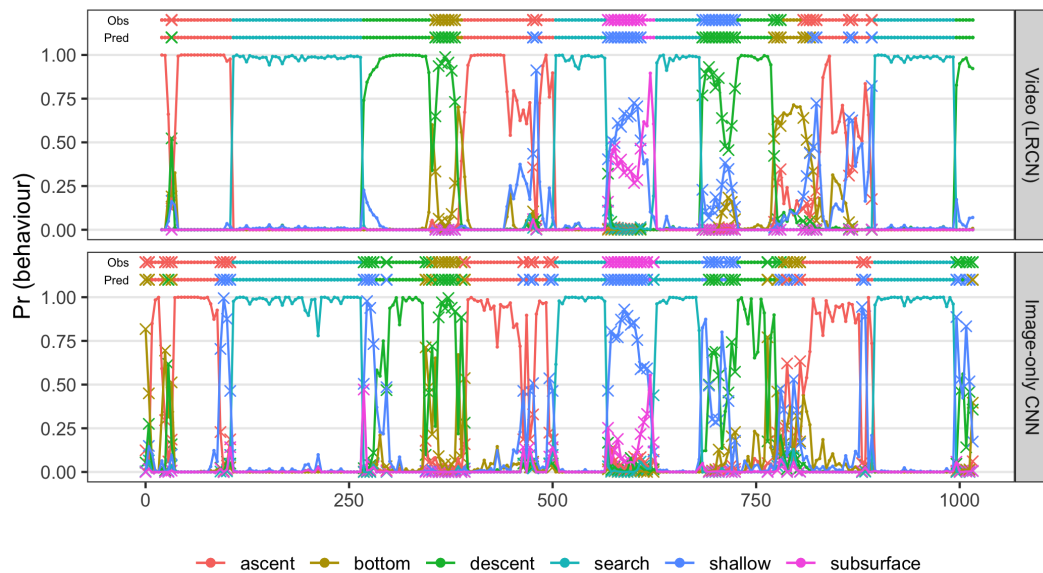 Pr (behaviour)
Obs
Pred
1.00
0.75
0.50
0.25
0.00
Video (LRCN)
Obs
Pred
1.00
0.75
0.50
0.25
0.00
Image-only CNN
0 250 500 750 1000
ascent bottom descent search shallow subsurface